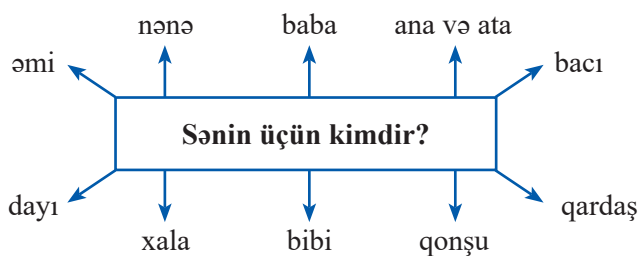 nənə
baba
ana və ata
əmi
bacı
Sənin üçün kimdir?
dayı
qardaş
xala
bibi
qonşu